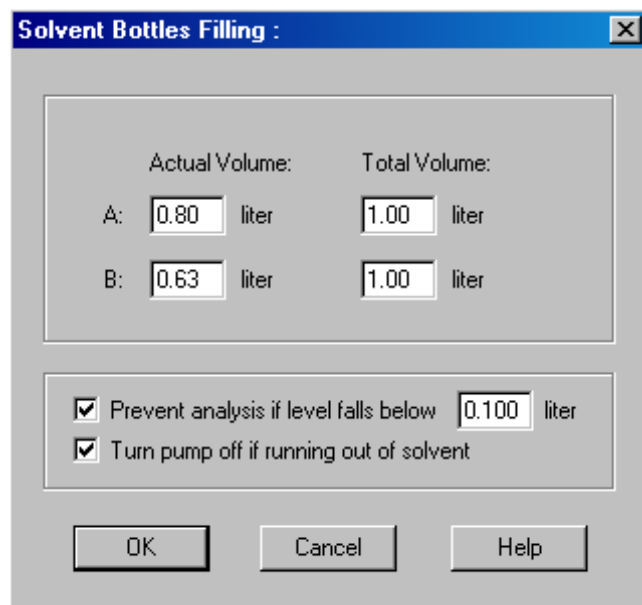 Solvent Bottles Filling :
Actual Volume: Total Volume:
A: 0.80 liter 1.00 liter
B: 0.63 liter 1.00 liter
Prevent analysis if level falls below 0.100 liter
Turn pump off if running out of solvent
OK Cancel Help